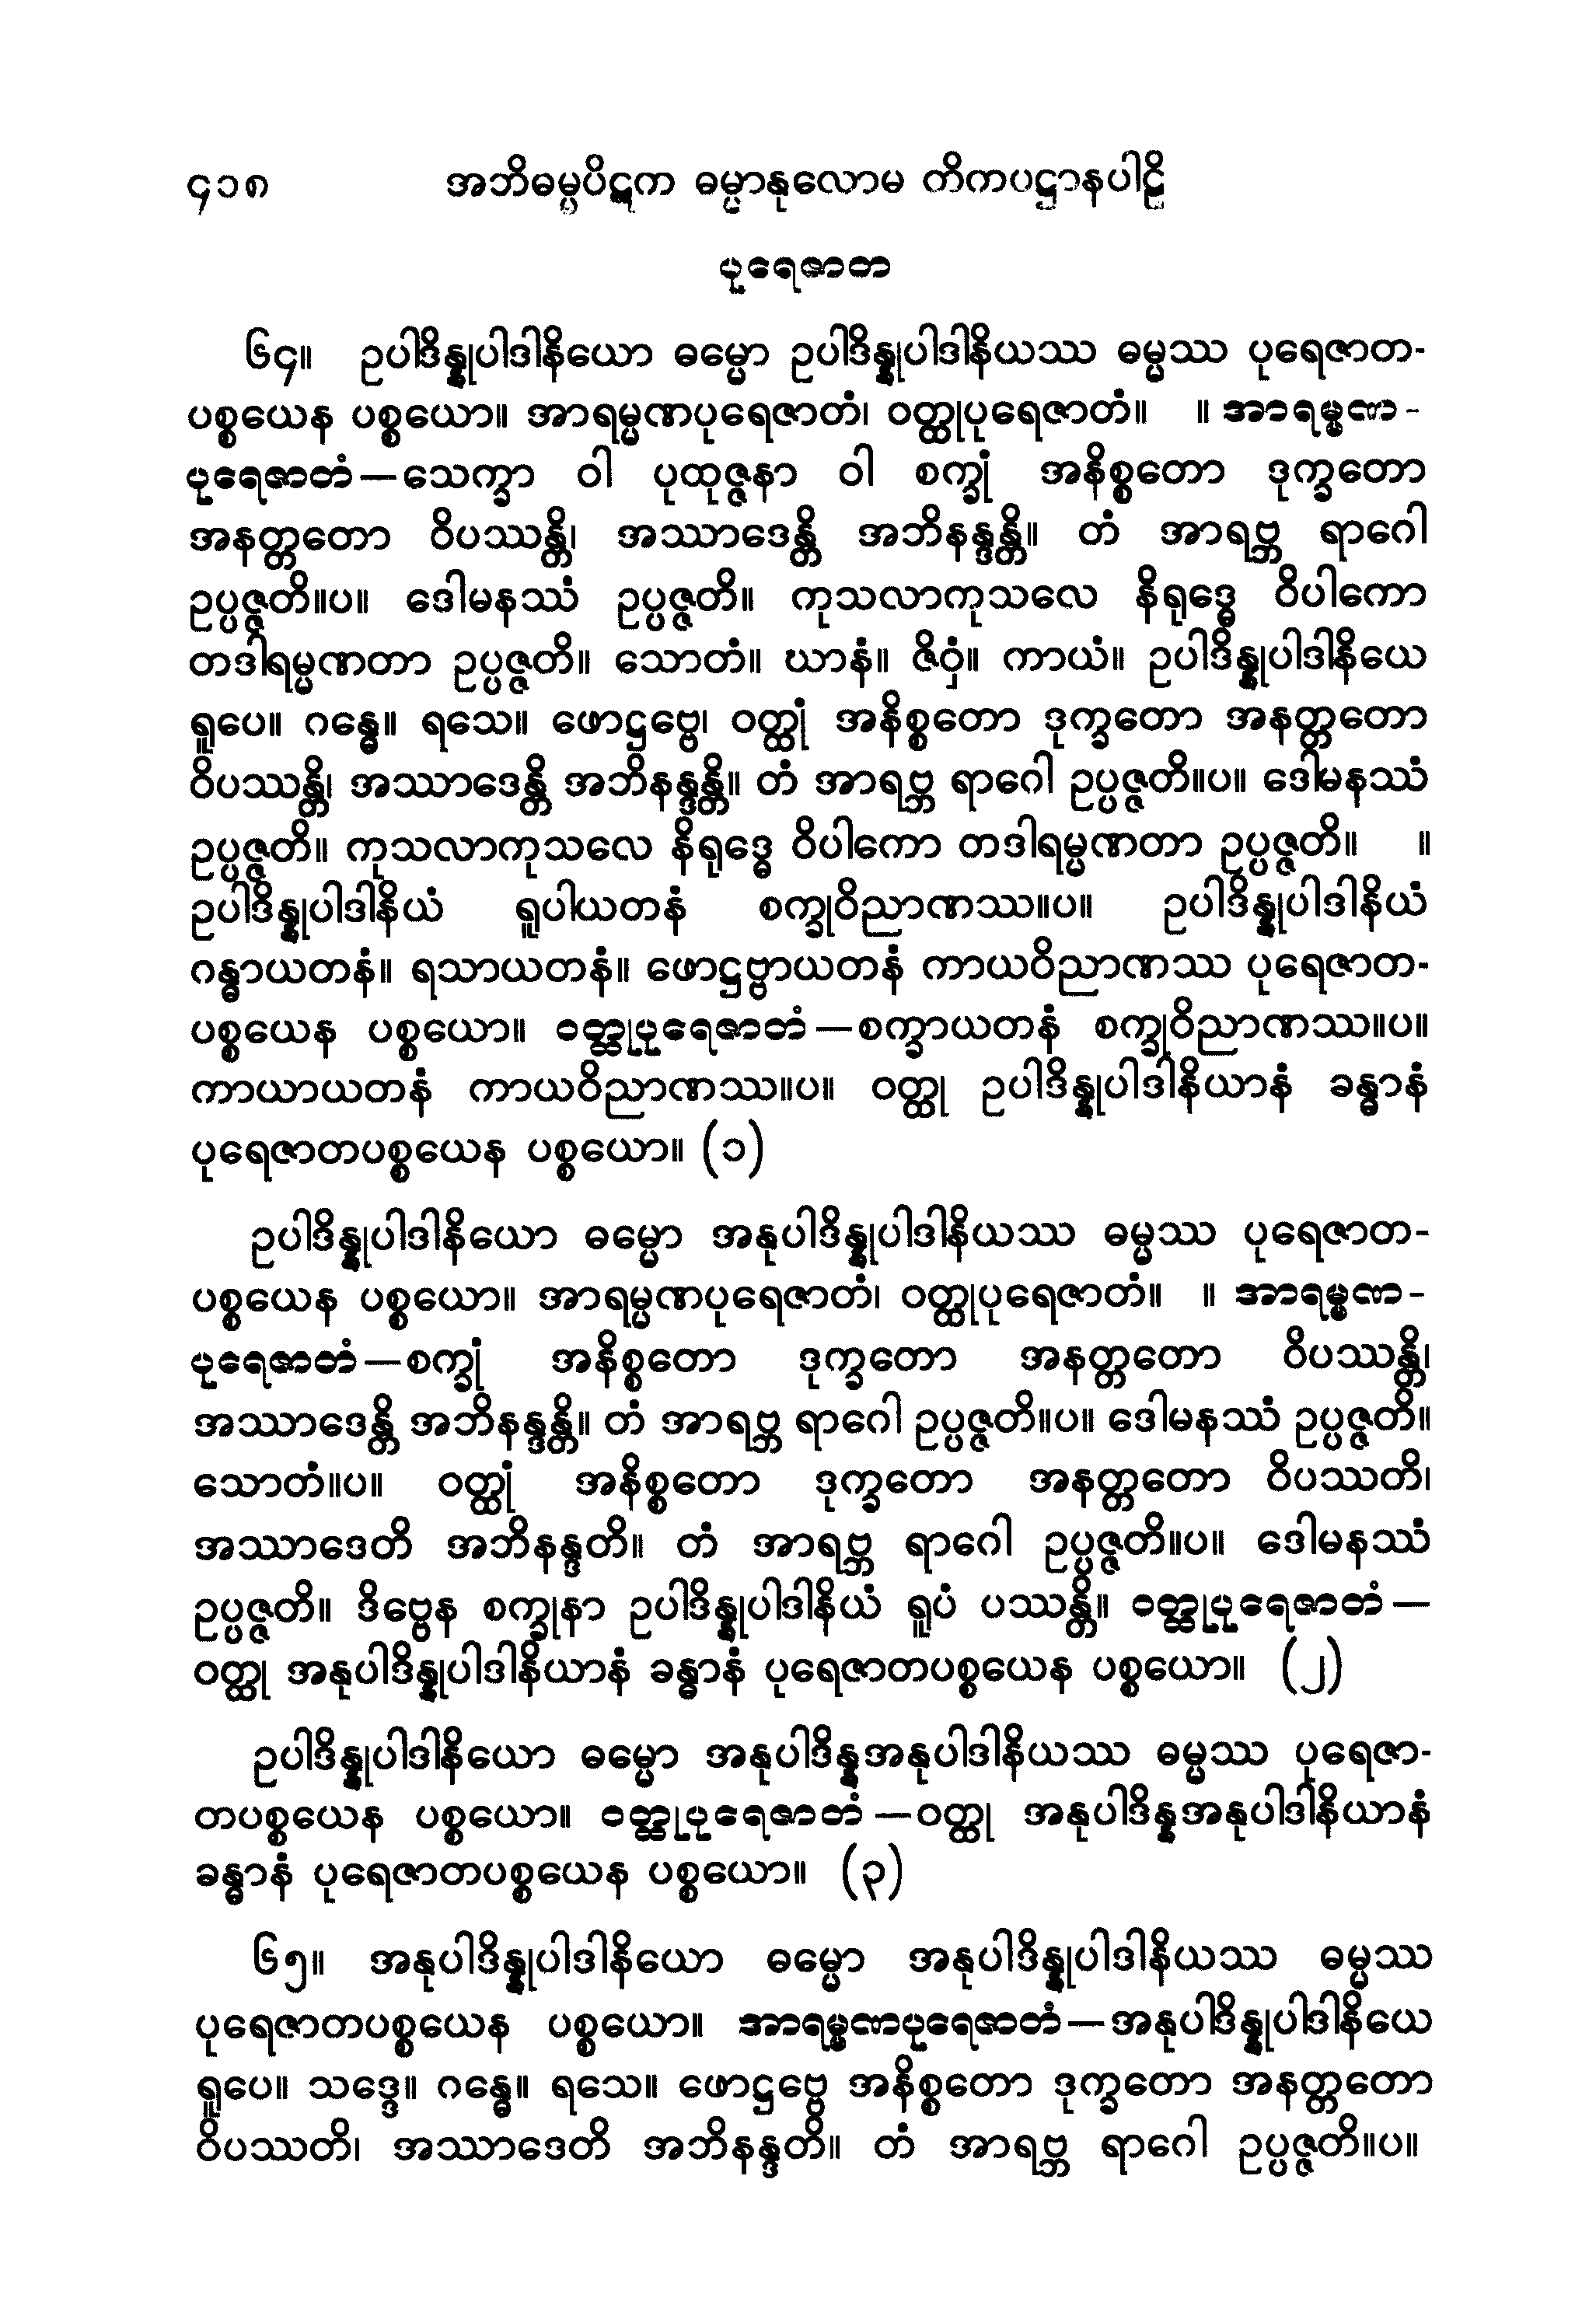 ၄၁၈ အဘိဓမ္မပိဋက ဓမ္မာနုလောမ တိကပဋ္ဌာနပါဠိ
ပုရေဇာတ
၆၄။ ဥပါဒိန္နုပါဒါနိယော ဓမ္မော ဥပါဒိန္နုပါဒါနိယဿ ဓမ္မဿ ပုရေဇာတ-
ပစ္စယေန ပစ္စယော။ အာရမ္မဏပုရေဇာတံ၊ ဝတ္ထုပုရေဇာတံ။ ။ အာရမ္မဏ-
ပုရေဇာတံ—သေက္ခာ ဝါ ပုထုဇ္ဇနာ ဝါ စက္ခုံ အနိစ္စတော ဒုက္ခတော
အနတ္တတော ဝိပဿန္တိ၊ အဿာဒေန္တိ အဘိနန္ဒန္တိ။ တံ အာရဗ္ဘ ရာဂေါ
ဥပ္ပဇ္ဇတိ။ပ။ ဒေါမနဿံ ဥပ္ပဇ္ဇတိ။ ကုသလာကုသလေ နိရုဒ္ဓေ ဝိပါကော
တဒါရမ္မဏတာ ဥပ္ပဇ္ဇတိ။ သောတံ။ ဃာနံ။ ဇိဝှံ။ ကာယံ။ ဥပါဒိန္နုပါဒါနိယေ
ရူပေ။ ဂန္ဓေ။ ရသေ။ ဖောဋ္ဌဗ္ဗေ၊ ဝတ္ထုံ အနိစ္စတော ဒုက္ခတော အနတ္တတော
ဝိပဿန္တိ၊ အဿာဒေန္တိ အဘိနန္ဒန္တိ။ တံ အာရဗ္ဘ ရာဂေါ ဥပ္ပဇ္ဇတိ။ပ။ ဒေါမနဿံ
ဥပ္ပဇ္ဇတိ။ ကုသလာကုသလေ နိရုဒ္ဓေ ဝိပါကော တဒါရမ္မဏတာ ဥပ္ပဇ္ဇတိ။ ။
ဥပါဒိန္နုပါဒါနိယံ ရူပါယတနံ စက္ခုဝိညာဏဿ။ပ။ ဥပါဒိန္နုပါဒါနိယံ
ဂန္ဓာယတနံ။ ရသာယတနံ။ ဖောဋ္ဌဗ္ဗာယတနံ ကာယဝိညာဏဿ ပုရေဇာတ-
ပစ္စယေန ပစ္စယော။ ဝတ္ထုပုရေဇာတံ—စက္ခာယတနံ စက္ခုဝိညာဏဿ။ပ။
ကာယာယတနံ ကာယဝိညာဏဿ။ပ။ ဝတ္ထု ဥပါဒိန္နုပါဒါနိယာနံ ခန္ဓာနံ
ပုရေဇာတပစ္စယေန ပစ္စယော။ (၁)
ဥပါဒိန္နုပါဒါနိယော ဓမ္မော အနုပါဒိန္နုပါဒါနိယဿ ဓမ္မဿ ပုရေဇာတ-
ပစ္စယေန ပစ္စယော။ အာရမ္မဏပုရေဇာတံ၊ ဝတ္ထုပုရေဇာတံ။ ။ အာရမ္မဏ-
ပုရေဇာတံ—စက္ခုံ အနိစ္စတော ဒုက္ခတော အနတ္တတော ဝိပဿန္တိ၊
အဿာဒေန္တိ အဘိနန္ဒန္တိ။ တံ အာရဗ္ဘ ရာဂေါ ဥပ္ပဇ္ဇတိ။ပ။ ဒေါမနဿံ ဥပ္ပဇ္ဇတိ။
သောတံ။ပ။ ဝတ္ထုံ အနိစ္စတော ဒုက္ခတော အနတ္တတော ဝိပဿတိ၊
အဿာဒေတိ အဘိနန္ဒတိ။ တံ အာရဗ္ဘ ရာဂေါ ဥပ္ပဇ္ဇတိ။ပ။ ဒေါမနဿံ
ဥပ္ပဇ္ဇတိ။ ဒိဗ္ဗေန စက္ခုနာ ဥပါဒိန္နုပါဒါနိယံ ရူပံ ပဿန္တိ။ ဝတ္ထုပုရေဇာတံ—
ဝတ္ထု အနုပါဒိန္နုပါဒါနိယာနံ ခန္ဓာနံ ပုရေဇာတပစ္စယေန ပစ္စယော။ (၂)
ဥပါဒိန္နုပါဒါနိယော ဓမ္မော အနုပါဒိန္နအနုပါဒါနိယဿ ဓမ္မဿ ပုရေဇာ-
တပစ္စယေန ပစ္စယော။ ဝတ္ထုပုရေဇာတံ—ဝတ္ထု အနုပါဒိန္နအနုပါဒါနိယာနံ
ခန္ဓာနံ ပုရေဇာတပစ္စယေန ပစ္စယော။ (၃)
၆၅။ အနုပါဒိန္နုပါဒါနိယော ဓမ္မော အနုပါဒိန္နုပါဒါနိယဿ ဓမ္မဿ
ပုရေဇာတပစ္စယေန ပစ္စယော။ အာရမ္မဏပုရေဇာတံ—အနုပါဒိန္နုပါဒါနိယေ
ရူပေ။ သဒ္ဒေ။ ဂန္ဓေ။ ရသေ။ ဖောဋ္ဌဗ္ဗေ အနိစ္စတော ဒုက္ခတော အနတ္တတော
ဝိပဿတိ၊ အဿာဒေတိ အဘိနန္ဒတိ။ တံ အာရဗ္ဘ ရာဂေါ ဥပ္ပဇ္ဇတိ။ပ။